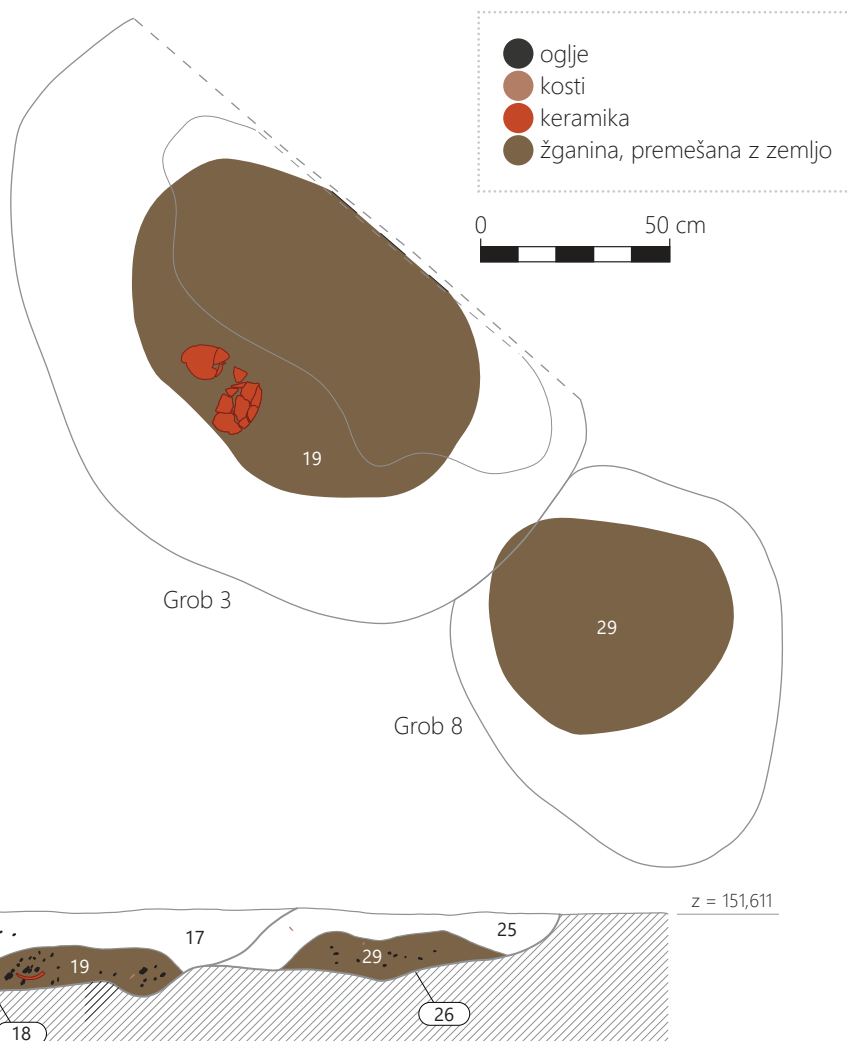 oglje
kosti
keramika
žganina, premešana z zemljo
0 50 cm
19
Grob 3
29
Grob 8
z = 151,611
17
25
19
29
26
18